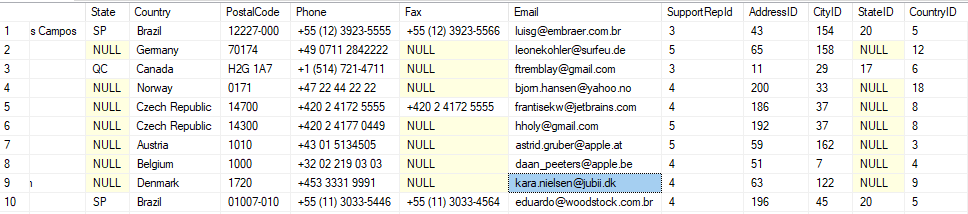 State Country PostalCode Phone Fax Email SupportRepId AddressID CityID StateID CountryID
1 s Campos SP Brazil 12227-000 +55 (12) 3923-5555 +55 (12) 3923-5566 luisg@embraer.com.br 3 43 154 20 5
2 NULL Germany 70174 +49 0711 2842222 NULL leonekohler@surfeu.de 5 65 158 NULL 12
3 QC Canada H2G 1A7 +1 (514) 721-4711 NULL ftremblay@gmail.com 3 11 29 17 6
4 NULL Norway 0171 +47 22 44 22 22 NULL bjorn.hansen@yahoo.no 4 200 33 NULL 18
5 NULL Czech Republic 14700 +420 2 4172 5555 +420 2 4172 5555 frantisekw@jetbrains.com 4 186 37 NULL 8
6 NULL Czech Republic 14300 +420 2 4177 0449 NULL hholy@gmail.com 5 192 37 NULL 8
7 NULL Austria 1010 +43 01 5134505 NULL astrid.gruber@apple.at 5 59 162 NULL 3
8 NULL Belgium 1000 +32 02 219 03 03 NULL daan_peeters@apple.be 4 51 7 NULL 4
9 NULL Denmark 1720 +453 3331 9991 NULL kara.nielsen@jubii.dk 4 63 122 NULL 9
10 SP Brazil 01007-010 +55 (11) 3033-5446 +55 (11) 3033-4564 eduardo@woodstock.com.br 4 196 45 20 5